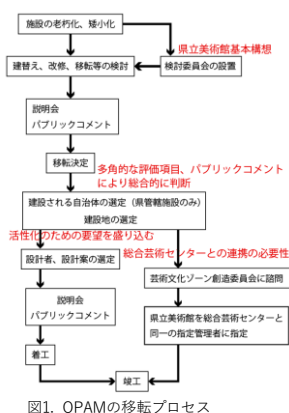 施設の老朽化、矮小化
県立美術館基本構想
建替え、改修、移転等の検討
検討委員会の設置
説明会
パブリックコメント
移転決定
多角的な評価項目、パブリックコメント
により総合的に判断
建設される自治体の選定（県管轄施設のみ）
建設地の選定
活性化のための要望を盛り込む
総合芸術センターとの連携の必要性
設計者、設計案の選定
芸術文化ゾーン創造委員会に諮問
説明会
パブリックコメント
県立美術館を総合芸術センターと
同一の指定管理者に指定
着工
竣工
図1. OPAMの移転プロセス